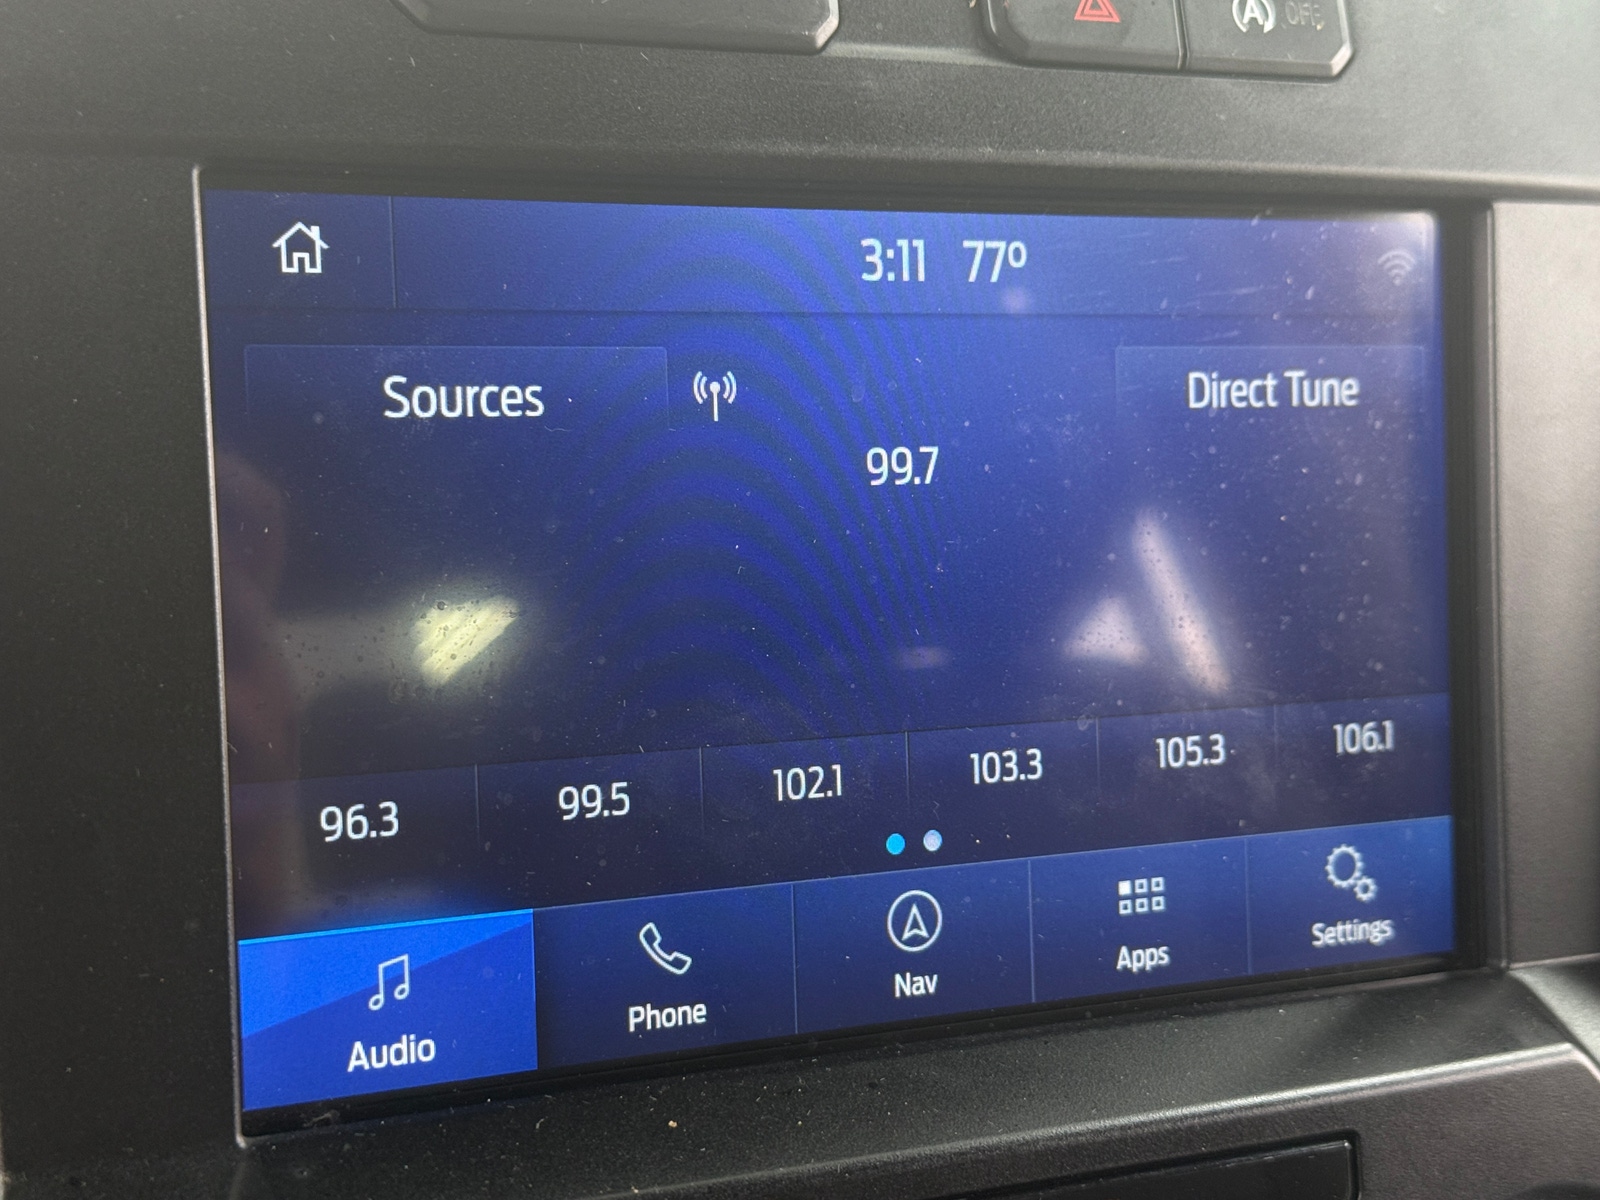 A OFF
3:11 77°
Sources
Direct Tune
99.7
96.3 99.5 102.1 103.3 105.3 106.1
Audio Phone Nav Apps Settings